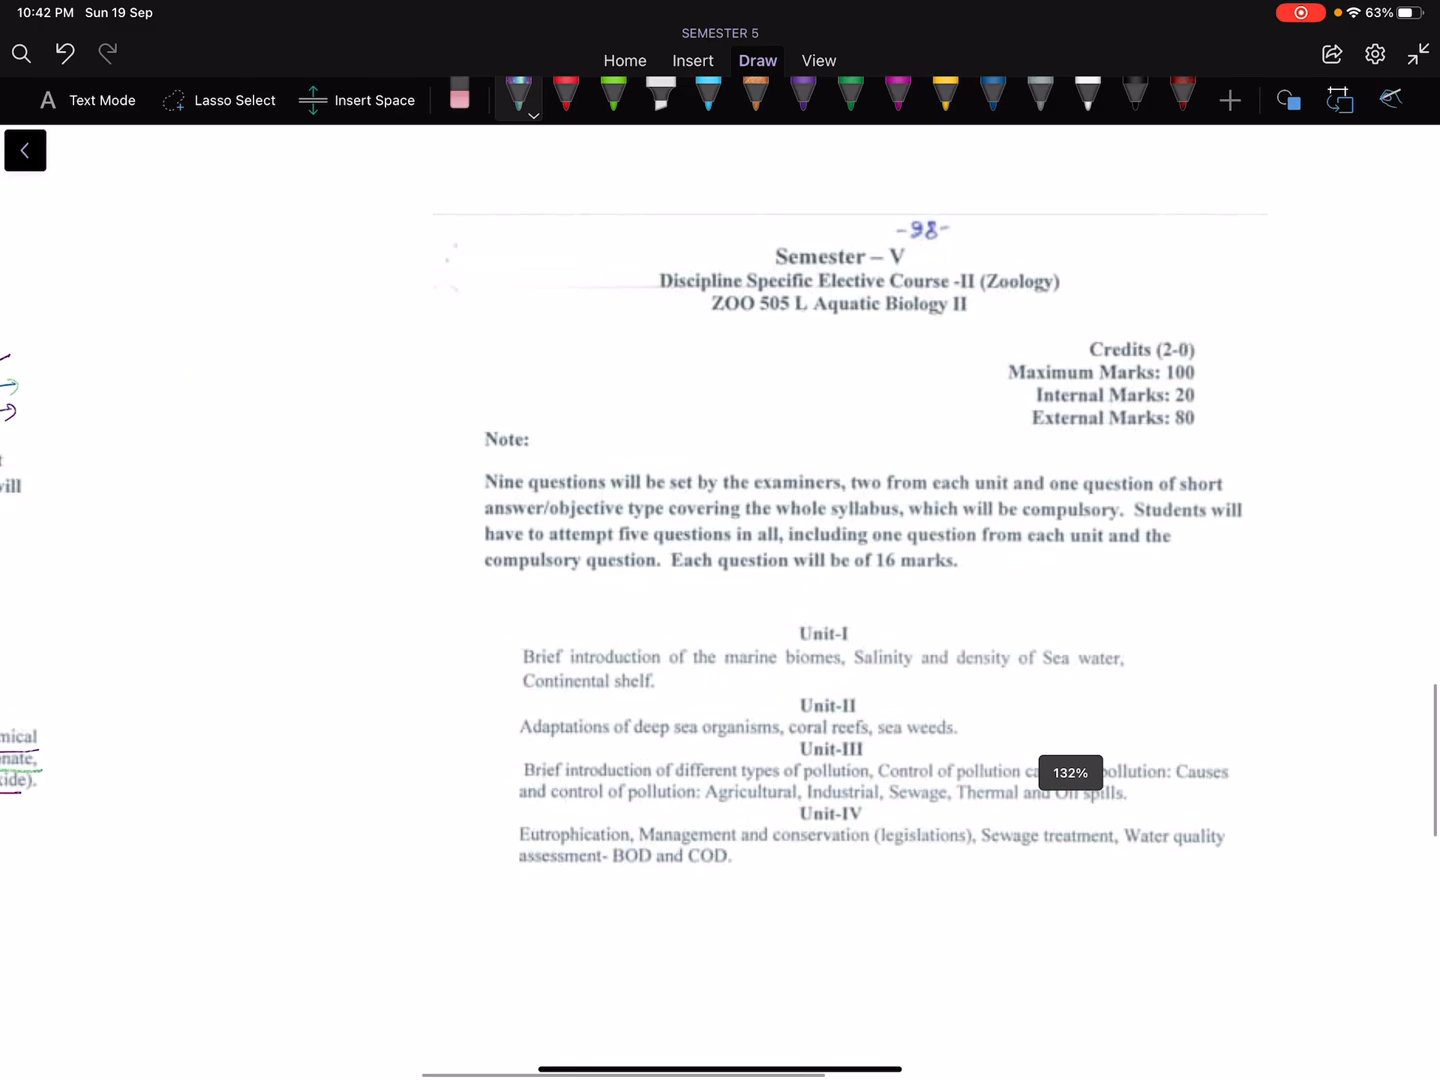 10:42 PM Sun 19 Sep
63%
SEMESTER 5
Home Insert Draw View
Text Mode Lasso Select Insert Space
-98-
Semester – V
Discipline Specific Elective Course -II (Zoology)
ZOO 505 L Aquatic Biology II
Credits (2-0)
Maximum Marks: 100
Internal Marks: 20
External Marks: 80
Note:
Nine questions will be set by the examiners, two from each unit and one question of short
answer/objective type covering the whole syllabus, which will be compulsory. Students will
have to attempt five questions in all, including one question from each unit and the
compulsory question. Each question will be of 16 marks.
Unit-I
Brief introduction of the marine biomes, Salinity and density of Sea water,
Continental shelf.
Unit-II
Adaptations of deep sea organisms, coral reefs, sea weeds.
Unit-III
Brief introduction of different types of pollution, Control of pollution ca ollution: Causes
132%
and control of pollution: Agricultural, Industrial, Sewage, Thermal and Oil spills.
Unit-IV
Eutrophication, Management and conservation (legislations), Sewage treatment, Water quality
assessment- BOD and COD.
t
vill
mical
nate,
xide).